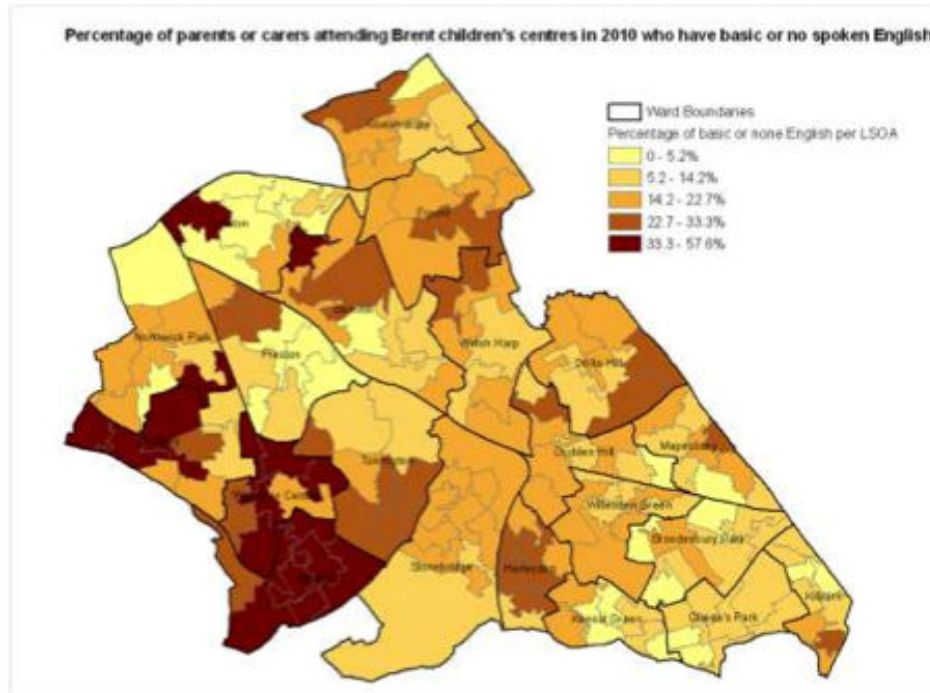 Percentage of parents or carers attending Brent children's centres in 2010 who have basic or no spoken English
Ward Boundaries
Percentage of basic or none English per LSOA
0 - 5.2%
5.2 - 14.2%
14.2 - 22.7%
22.7 - 33.3%
33.3 - 57.6%
Northwick Park
Preston
Welsh Harp
Dollis Hill
Mapesbury
Dudden Hill
Willesden Green
Brondesbury Park
Stonebridge
Harlesden
Kensal Green
Queen's Park
Kilburn